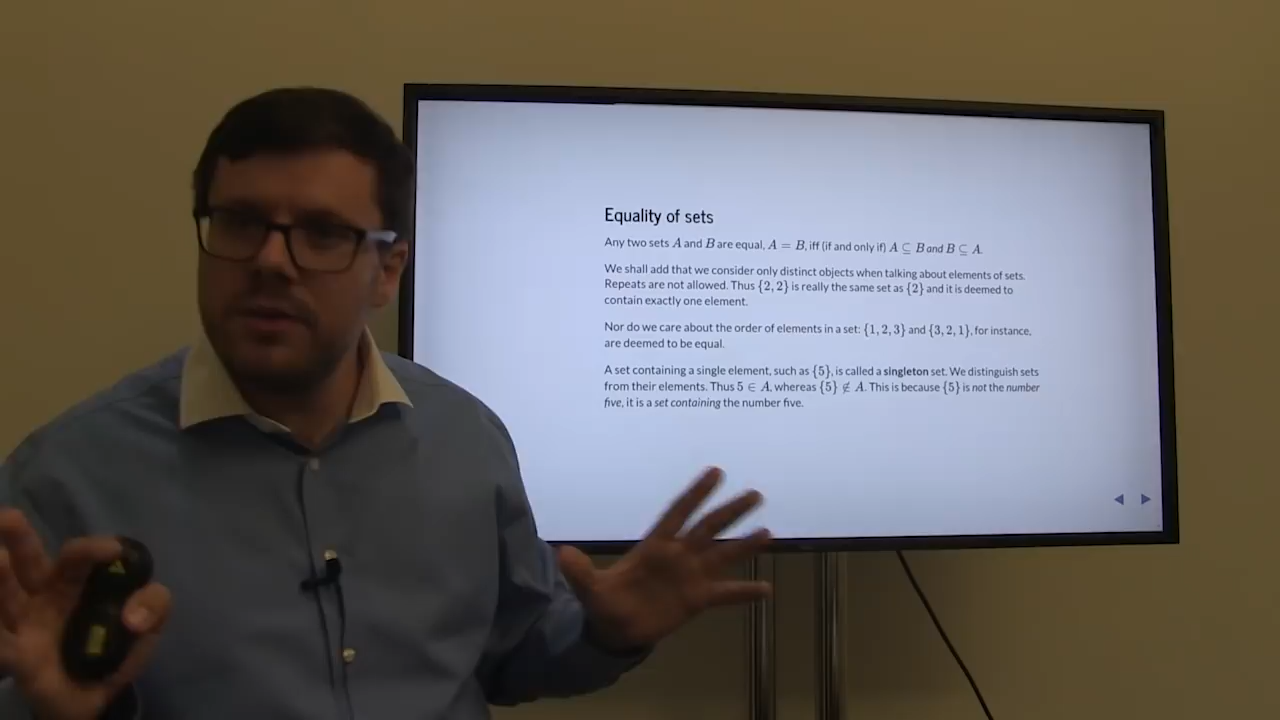 Equality of sets
Any two sets A and B are equal, A = B, iff (if and only if) A ⊆ B and B ⊆ A.
We shall add that we consider only distinct objects when talking about elements of sets.
Repeats are not allowed. Thus {2, 2} is really the same set as {2} and it is deemed to
contain exactly one element.
Nor do we care about the order of elements in a set: {1, 2, 3} and {3, 2, 1}, for instance,
are deemed to be equal.
A set containing a single element, such as {5}, is called a singleton set. We distinguish sets
from their elements. Thus 5 ∈ A, whereas {5} ∉ A. This is because {5} is not the number
five, it is a set containing the number five.